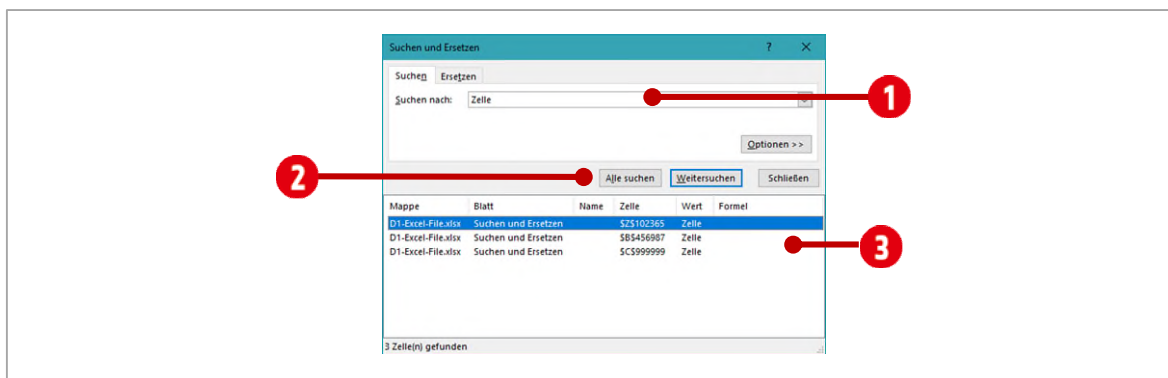 Suchen und Ersetzen ? X
Suchen Ersetzen
Suchen nach: Zelle
1
Optionen >>
2
Alle suchen Weitersuchen Schließen
Mappe Blatt Name Zelle Wert Formel
D1-Excel-File.xlsx Suchen und Ersetzen $Z$102365 Zelle
D1-Excel-File.xlsx Suchen und Ersetzen $B$456987 Zelle
D1-Excel-File.xlsx Suchen und Ersetzen $C$999999 Zelle
3
3 Zelle(n) gefunden